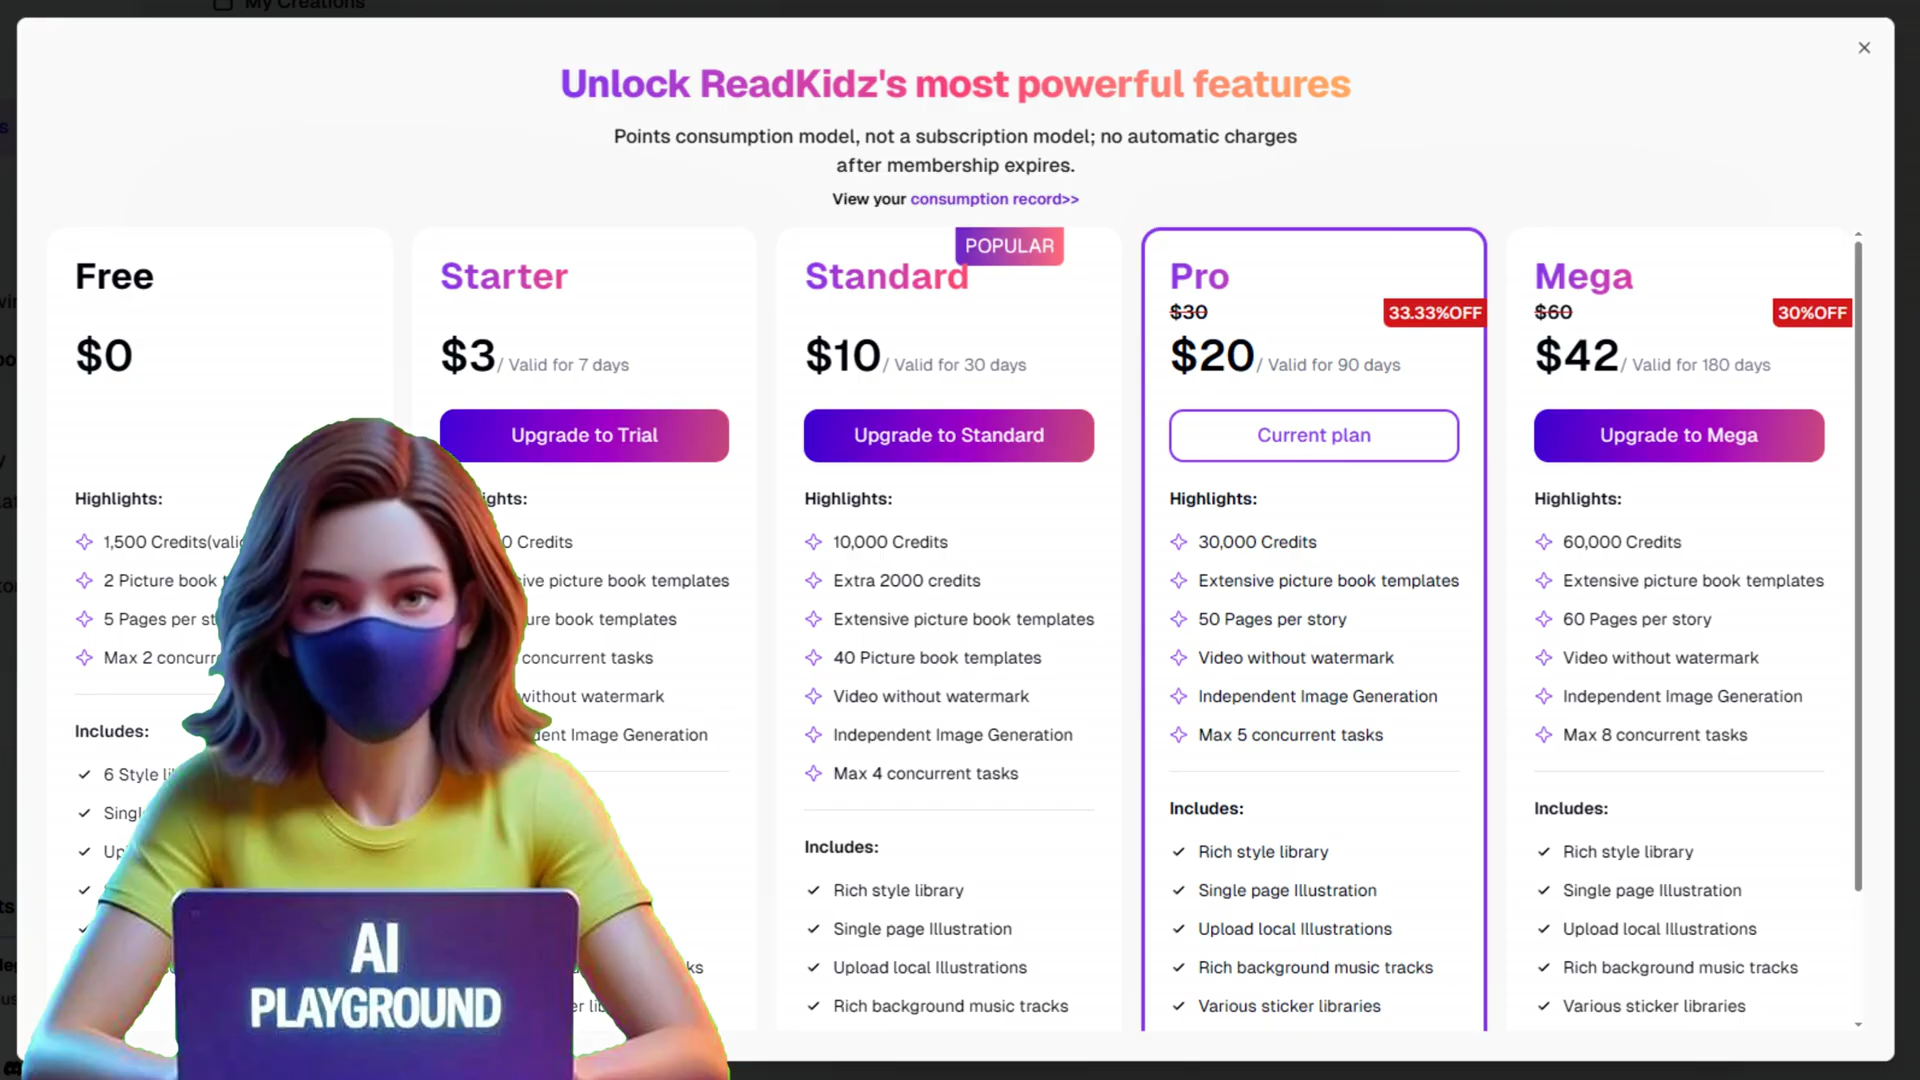 My Creations
Unlock ReadKidz's most powerful features
Points consumption model, not a subscription model; no automatic charges
after membership expires.
View your consumption record>>
Free
$0
Highlights:
1,500 Credits
2 Picture book
5 Pages per
Max 2
Includes:
6 Style
Starter
$3/ Valid for 7 days
Upgrade to Trial
Credits
picture book templates
book templates
concurrent tasks
without watermark
Image Generation
POPULAR
Standard
$10/ Valid for 30 days
Upgrade to Standard
Highlights:
10,000 Credits
Extra 2000 credits
Extensive picture book templates
40 Picture book templates
Video without watermark
Independent Image Generation
Max 4 concurrent tasks
Includes:
Rich style library
Single page Illustration
Upload local Illustrations
Rich background music tracks
Pro
$30
33.33%OFF
$20/ Valid for 90 days
Current plan
Highlights:
30,000 Credits
Extensive picture book templates
50 Pages per story
Video without watermark
Independent Image Generation
Max 5 concurrent tasks
Includes:
Rich style library
Single page Illustration
Upload local Illustrations
Rich background music tracks
Various sticker libraries
Mega
$60
30%OFF
$42/ Valid for 180 days
Upgrade to Mega
Highlights:
60,000 Credits
Extensive picture book templates
60 Pages per story
Video without watermark
Independent Image Generation
Max 8 concurrent tasks
Includes:
Rich style library
Single page Illustration
Upload local Illustrations
Rich background music tracks
Various sticker libraries
AI
PLAYGROUND